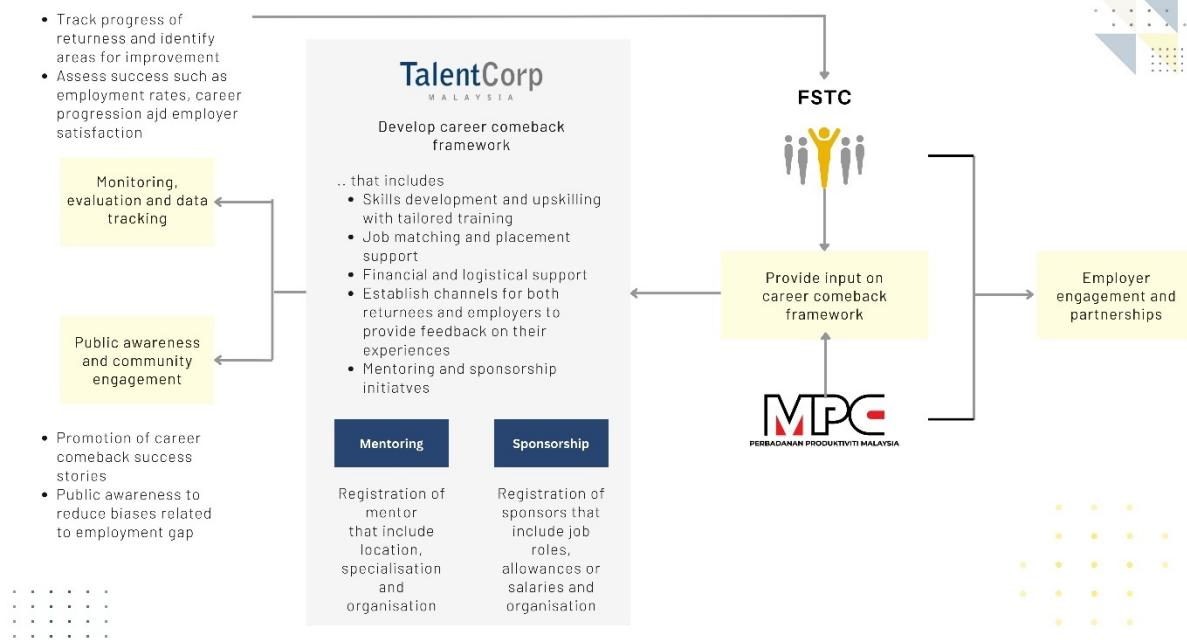 • Track progress of
returness and identify
areas for improvement
• Assess success such as
employment rates, career
progression ajd employer
satisfaction
Monitoring,
evaluation and data
tracking
Public awareness
and community
engagement
• Promotion of career
comeback success
stories
• Public awareness to
reduce biases related
to employment gap
TalentCorp
MALAYSIA
Develop career comeback
framework
.. that includes
• Skills development and upskilling
with tailored training
• Job matching and placement
support
• Financial and logistical support
• Establish channels for both
returnees and employers to
provide feedback on their
experiences
• Mentoring and sponsorship
initiatves
Mentoring
Registration of
mentor
that include
location,
specialisation
and
organisation
Sponsorship
Registration of
sponsors that
include job
roles,
allowances or
salaries and
organisation
FSTC
Provide input on
career comeback
framework
MPC
PERBADANAN PRODUKTIVITI MALAYSIA
Employer
engagement and
partnerships